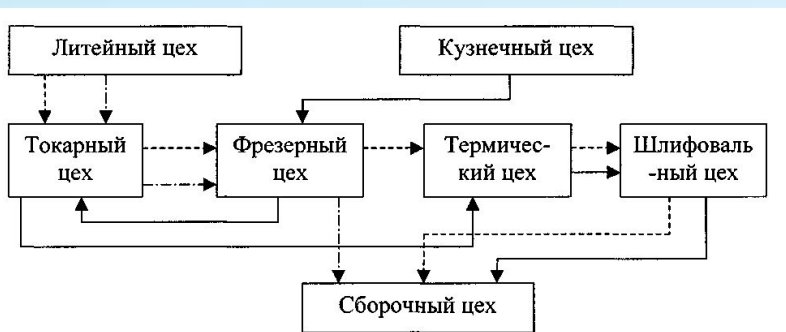 Литейный цех
Кузнечный цех
Токарный
цех
Фрезерный
цех
Термичес-
кий цех
Шлифоваль
-ный цех
Сборочный цех